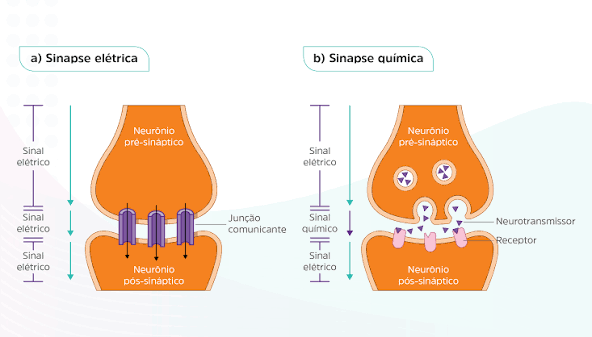 a) Sinapse elétrica
Neurônio
pré-sináptico
Sinal
elétrico
Sinal
elétrico
Junção
comunicante
Sinal
elétrico
Neurônio
pós-sináptico
b) Sinapse química
Neurônio
pré-sináptico
Sinal
elétrico
Sinal
químico
Neurotransmissor
Receptor
Sinal
elétrico
Neurônio
pós-sináptico